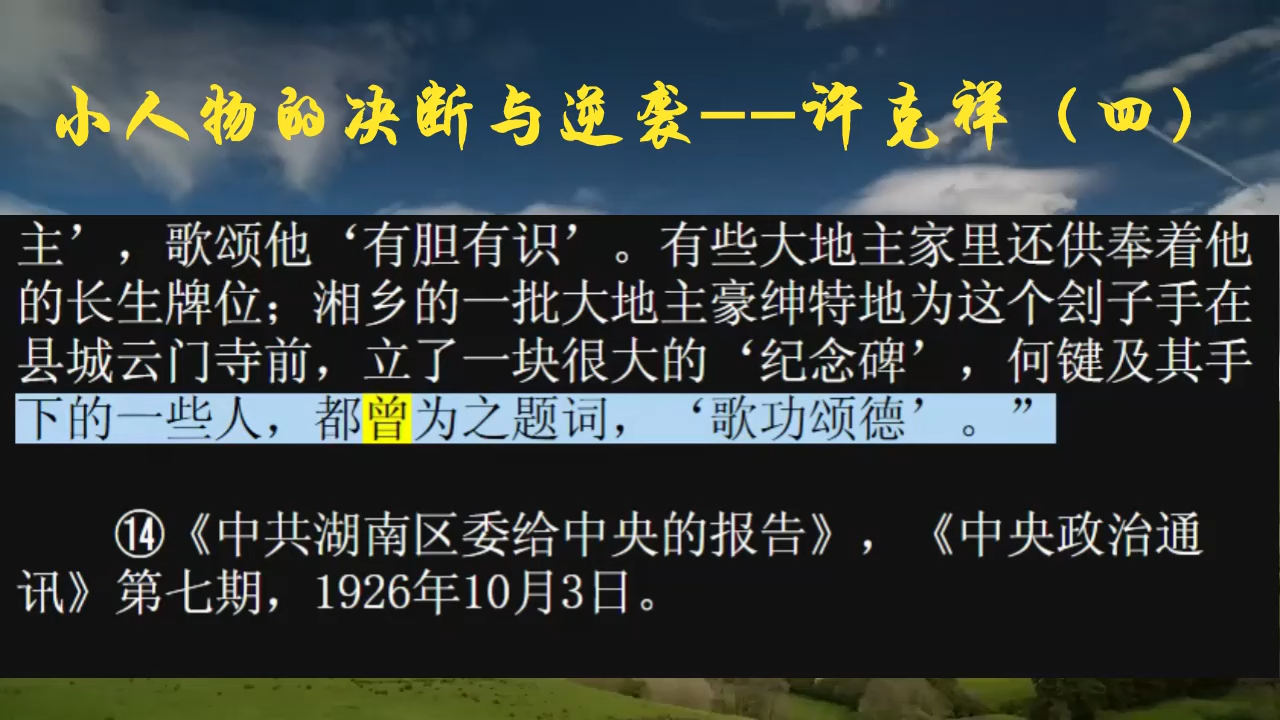 小人物的决断与逆袭——许克祥（四）
主’，歌颂他‘有胆有识’。有些大地主家里还供奉着他
的长生牌位；湘乡的一批大地主豪绅特地为这个刽子手在
县城云门寺前，立了一块很大的‘纪念碑’，何键及其手
下的一些人，都曾为之题词，‘歌功颂德’。”
⑭《中共湖南区委给中央的报告》，《中央政治通
讯》第七期，1926年10月3日。